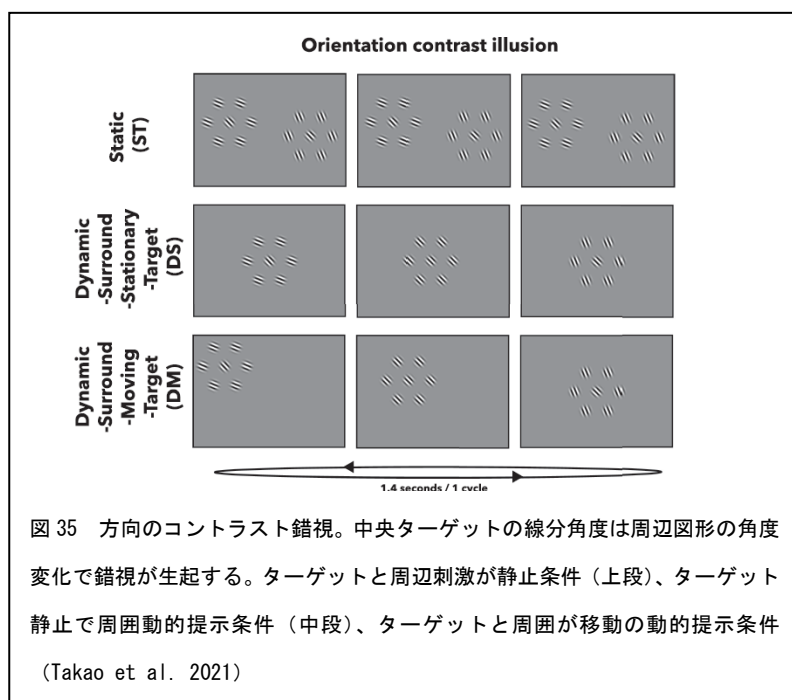 Orientation contrast illusion
Static
(ST)
Dynamic
-Surround
-Stationary
-Target
(DS)
Dynamic
-Surround
-Moving
-Target
(DM)
1.4 seconds / 1 cycle
図 35　方向のコントラスト錯視。中央ターゲットの線分角度は周辺図形の角度
変化で錯視が生起する。ターゲットと周辺刺激が静止条件（上段）、ターゲット
静止で周囲動的提示条件（中段）、ターゲットと周囲が移動の動的提示条件
（Takao et al. 2021）